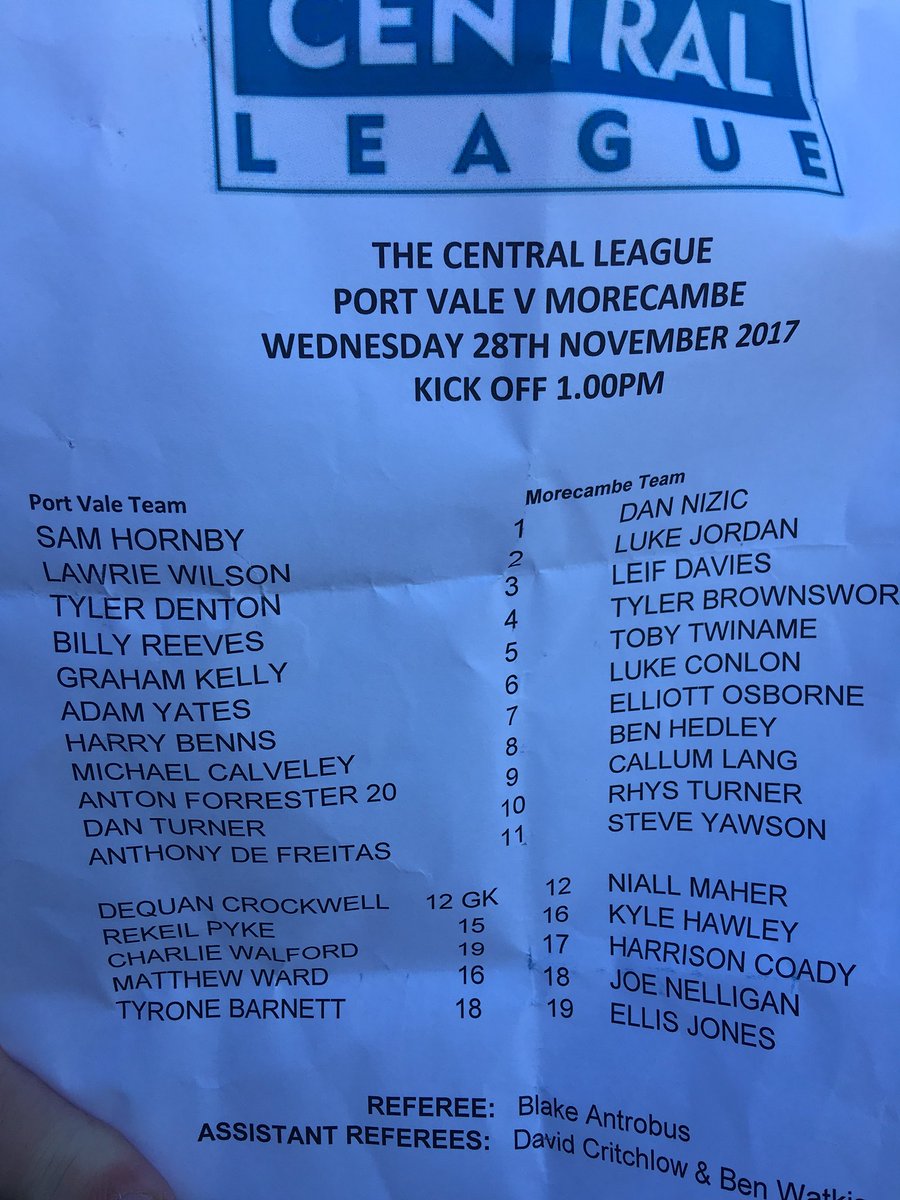 CENTRAL
LEAGUE
THE CENTRAL LEAGUE
PORT VALE V MORECAMBE
WEDNESDAY 28TH NOVEMBER 2017
KICK OFF 1.00PM
Port Vale Team Morecambe Team
SAM HORNBY 1 DAN NIZIC
LAWRIE WILSON 2 LUKE JORDAN
TYLER DENTON 3 LEIF DAVIES
BILLY REEVES 4 TYLER BROWNSWOR
GRAHAM KELLY 5 TOBY TWINAME
ADAM YATES 6 LUKE CONLON
HARRY BENNS 7 ELLIOTT OSBORNE
MICHAEL CALVELEY 8 BEN HEDLEY
ANTON FORRESTER 20 9 CALLUM LANG
DAN TURNER 10 RHYS TURNER
ANTHONY DE FREITAS 11 STEVE YAWSON
DEQUAN CROCKWELL 12 GK 12 NIALL MAHER
REKEIL PYKE 15 16 KYLE HAWLEY
CHARLIE WALFORD 19 17 HARRISON COADY
MATTHEW WARD 16 18 JOE NELLIGAN
TYRONE BARNETT 18 19 ELLIS JONES
REFEREE: Blake Antrobus
ASSISTANT REFEREES: David Critchlow & Ben